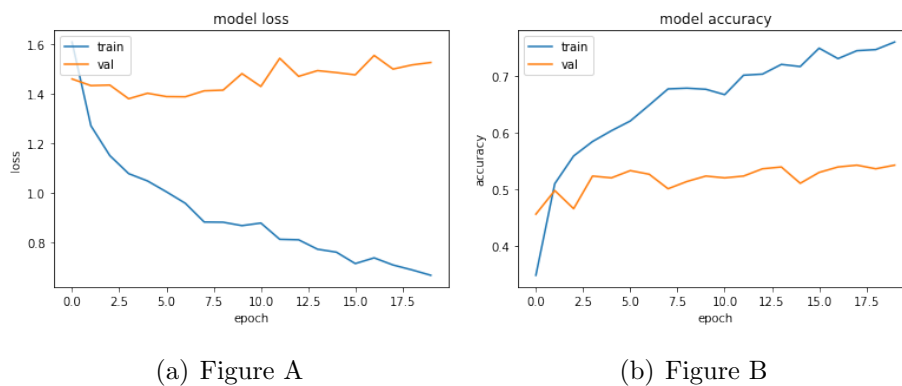 model loss
1.6
1.4
1.2
1.0
0.8
loss
train
val
0.0 2.5 5.0 7.5 10.0 12.5 15.0 17.5
epoch
(a) Figure A
model accuracy
0.7
0.6
0.5
0.4
accuracy
train
val
0.0 2.5 5.0 7.5 10.0 12.5 15.0 17.5
epoch
(b) Figure B